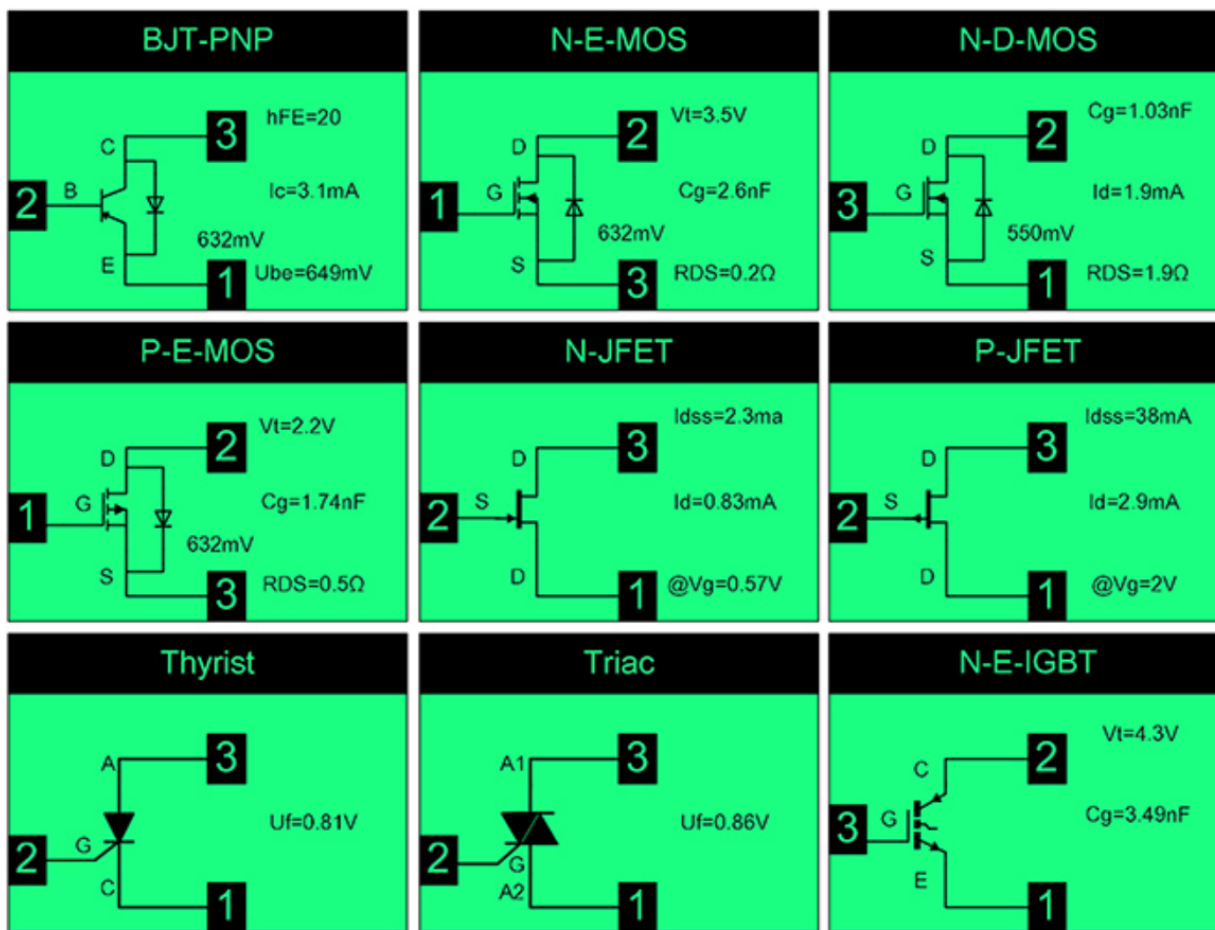 BJT-PNP
hFE=20
C
3
B
2
Ic=3.1mA
632mV
E
1
Ube=649mV
N-E-MOS
Vt=3.5V
D
2
G
1
Cg=2.6nF
632mV
S
3
RDS=0.2Ω
N-D-MOS
Cg=1.03nF
D
2
G
3
Id=1.9mA
550mV
S
1
RDS=1.9Ω
P-E-MOS
Vt=2.2V
D
2
G
1
Cg=1.74nF
632mV
S
3
RDS=0.5Ω
N-JFET
Idss=2.3ma
D
3
S
2
Id=0.83mA
D
1
@Vg=0.57V
P-JFET
Idss=38mA
D
3
S
2
Id=2.9mA
D
1
@Vg=2V
Thyrist
A
3
Uf=0.81V
G
2
C
1
Triac
A1
3
Uf=0.86V
G
2
A2
1
N-E-IGBT
Vt=4.3V
C
2
G
3
Cg=3.49nF
E
1